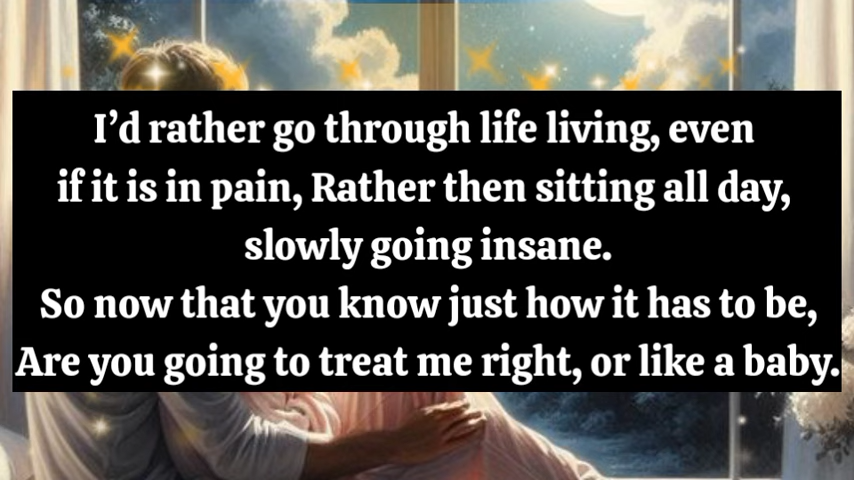 I’d rather go through life living, even
if it is in pain, Rather then sitting all day,
slowly going insane.
So now that you know just how it has to be,
Are you going to treat me right, or like a baby.